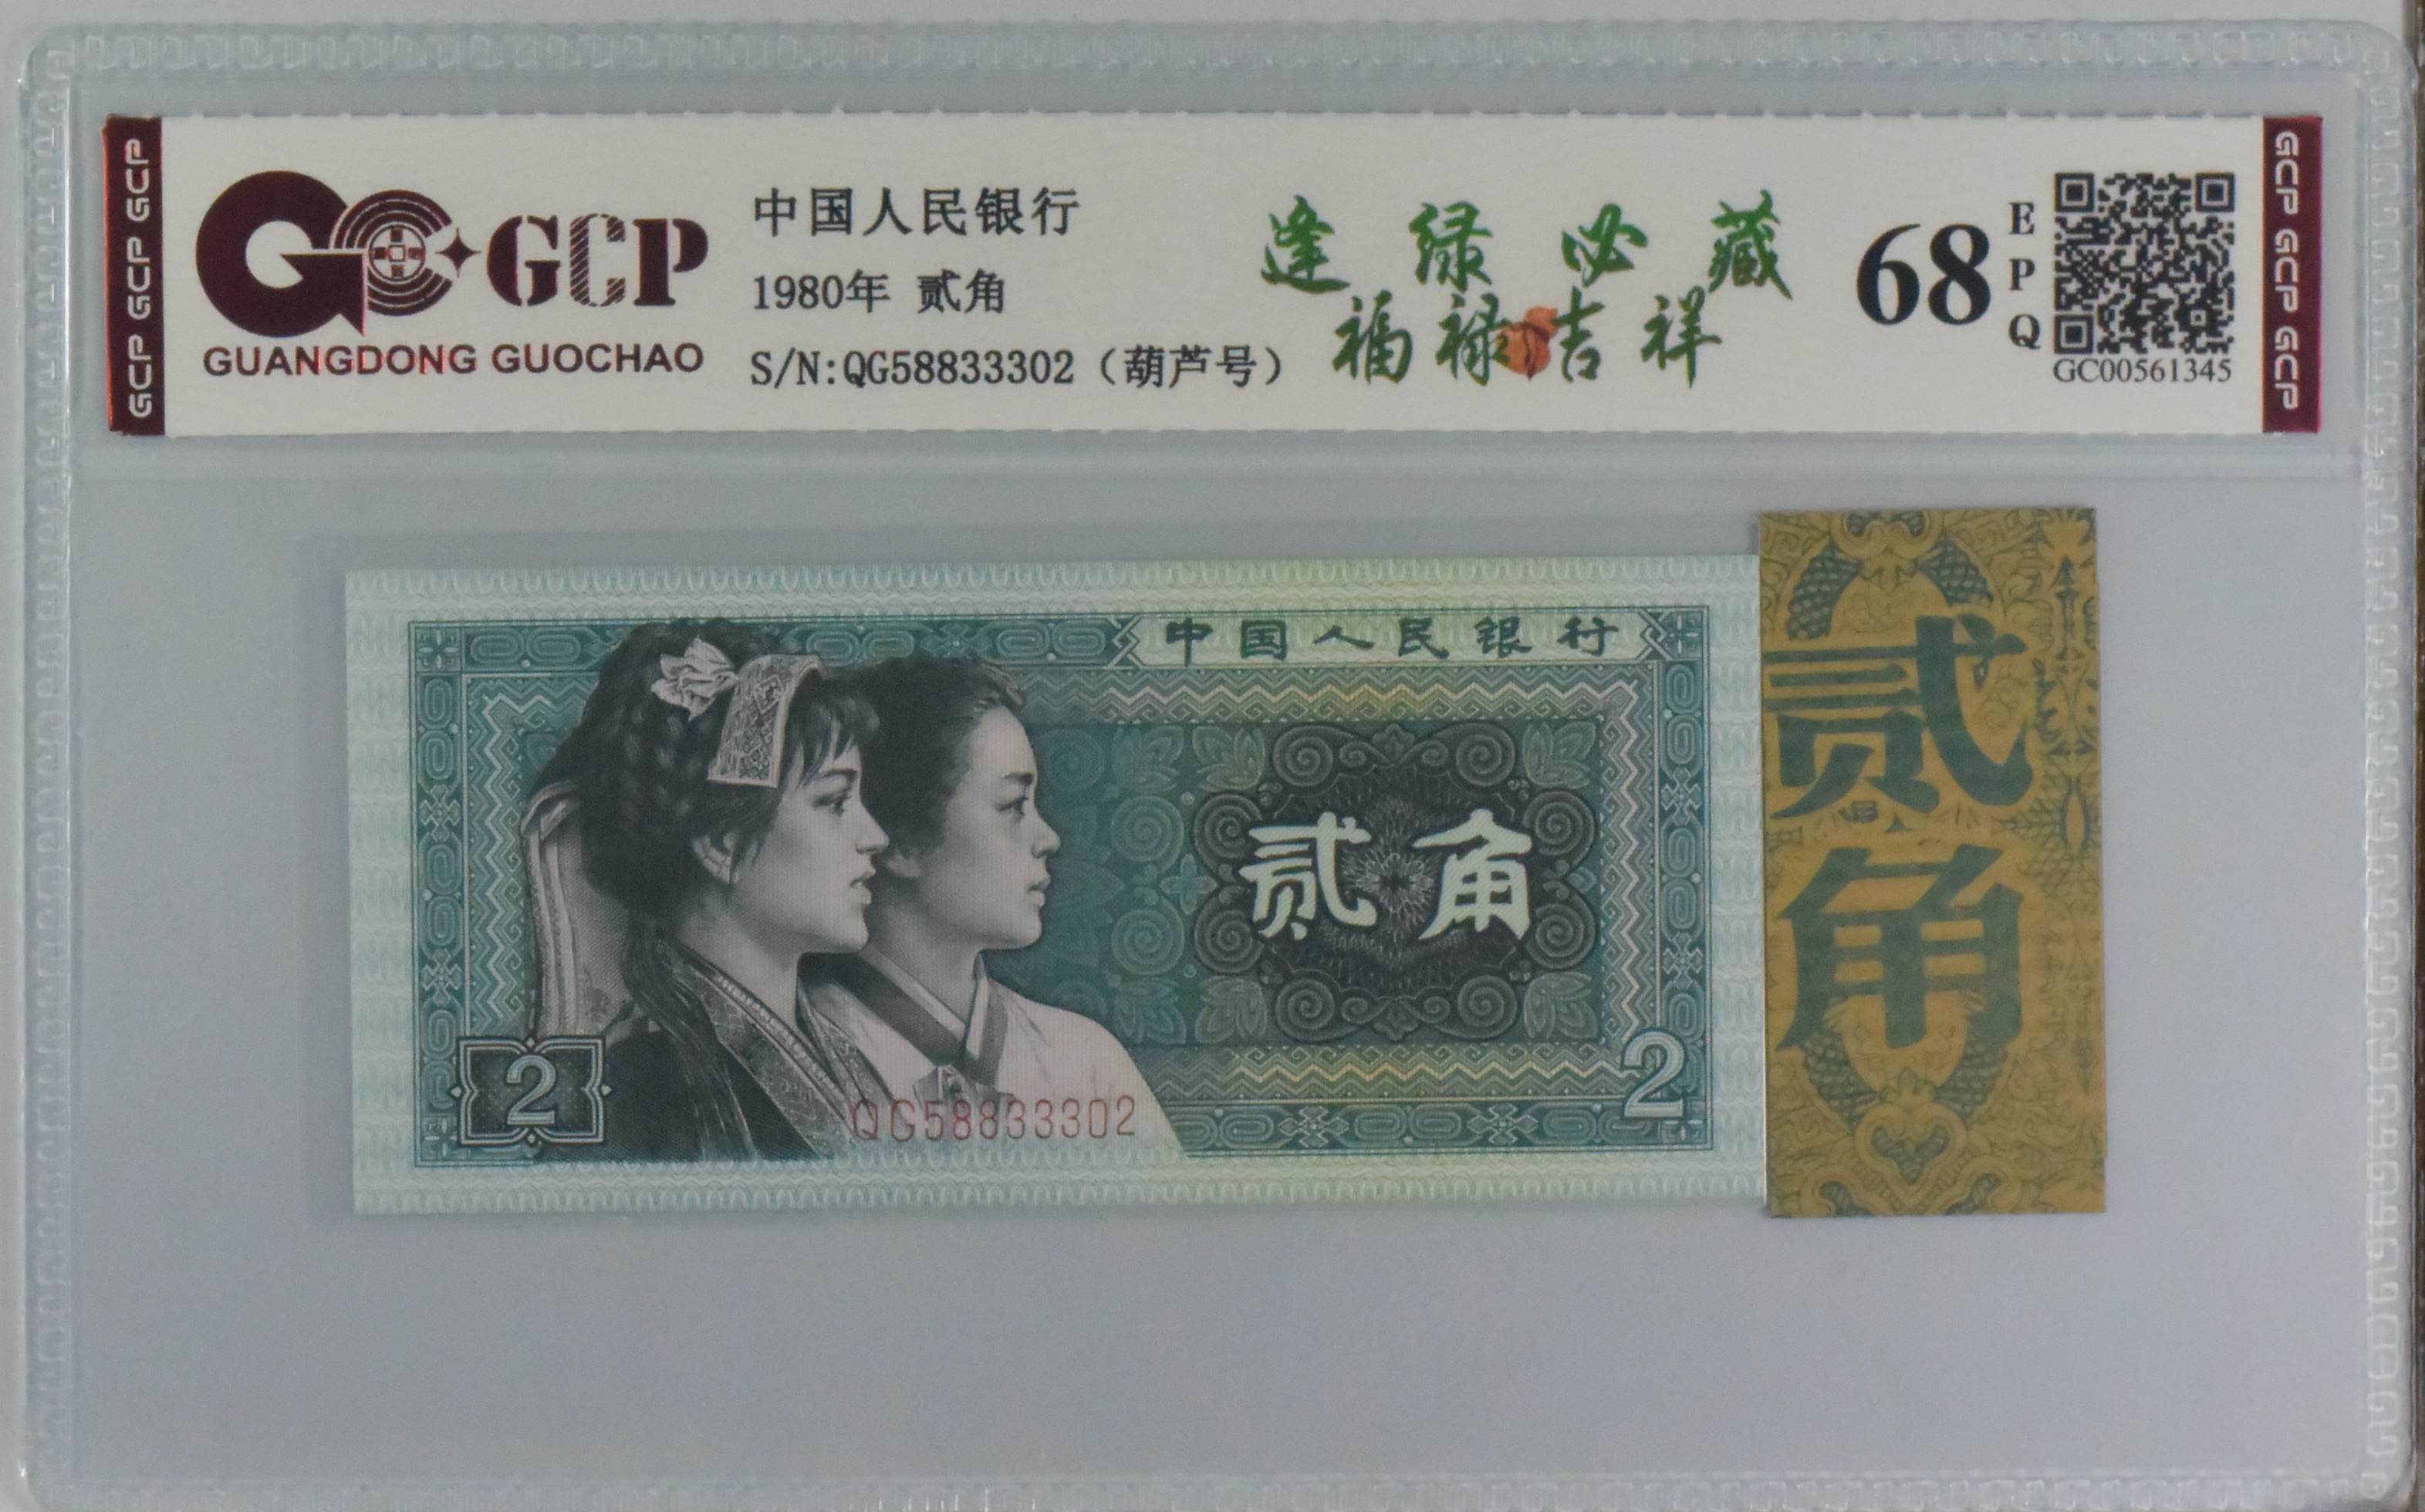 GCP GCP GCP
GCP
GUANGDONG GUOCHAO
中国人民银行
1980年 贰角
S/N:QG58833302（葫芦号）
逢绿必藏
福禄吉祥
68
EPQ
GC00561345
GCP GCP GCP
中国人民银行
贰角
2
2
QG58833302
贰角